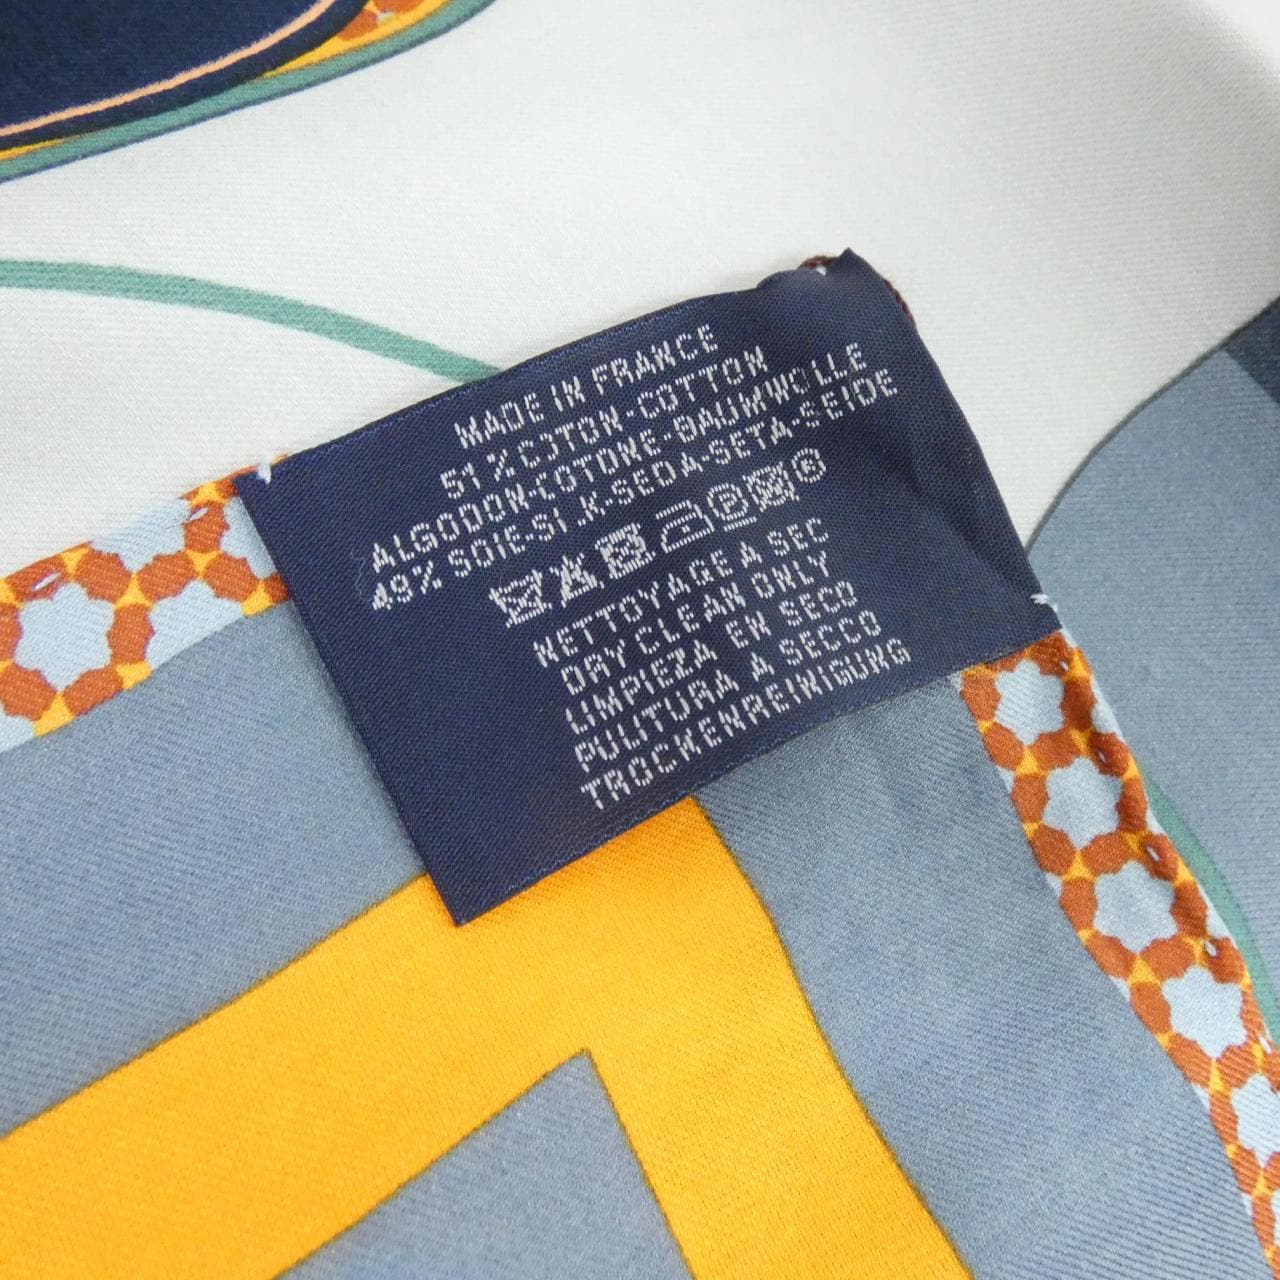 MADE IN FRANCE
51% COTON-COTTON
ALGODON-COTONE-BAUMWOLLE
49% SOIE-SILK-SEDA-SETA-SEIDE
P R
NETTOYAGE A SEC
DRY CLEAN ONLY
LIMPIEZA EN SECO
PULITURA A SECCO
TROCKENREINIGUNG